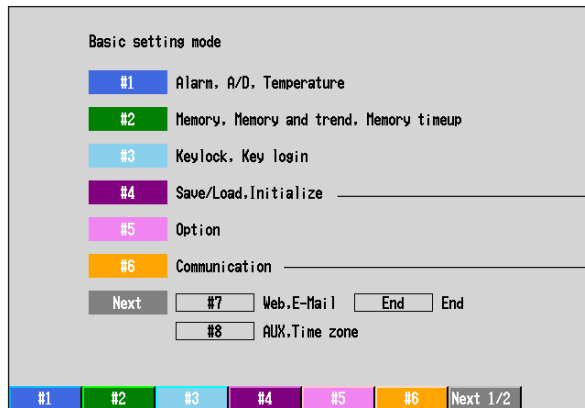 Basic setting mode
#1 Alarm, A/D, Temperature
#2 Memory, Memory and trend, Memory timeup
#3 Keylock, Key login
#4 Save/Load,Initialize
#5 Option
#6 Communication
Next #7 Web,E-Mail End End
#8 AUX,Time zone
#1 #2 #3 #4 #5 #6 Next 1/2